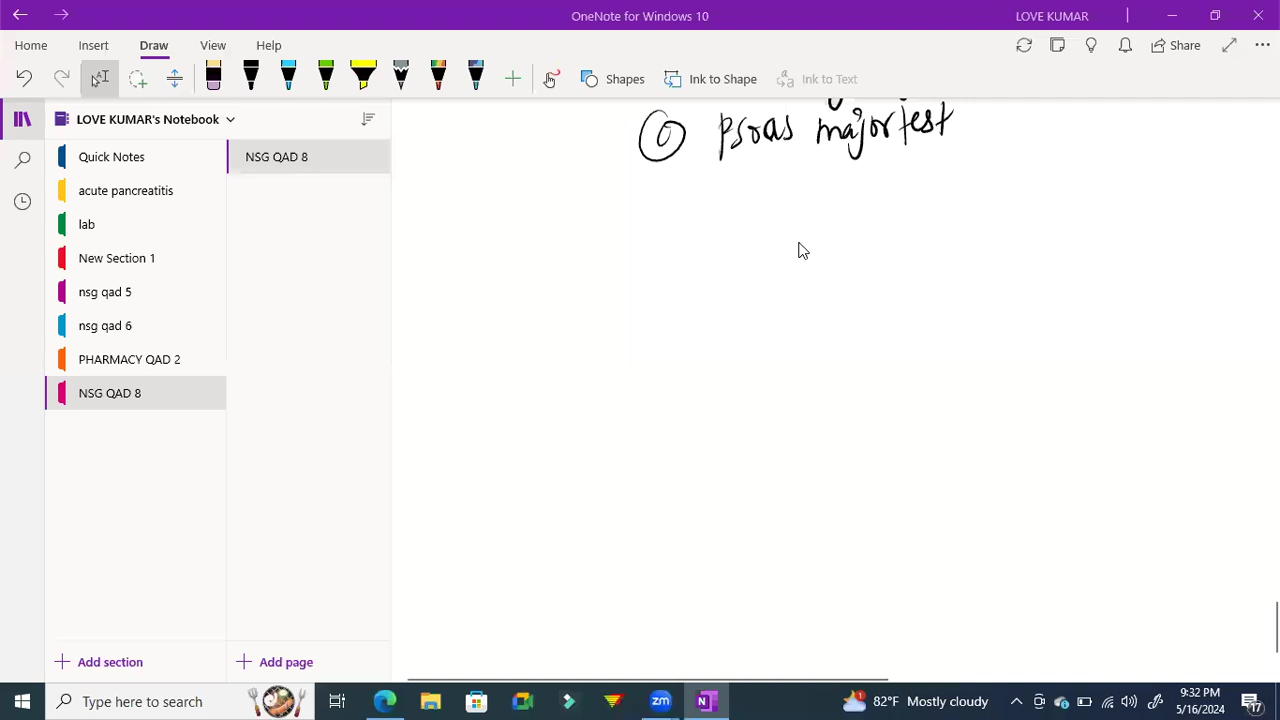 OneNote for Windows 10
LOVE KUMAR
Home Insert Draw View Help
Share
Shapes Ink to Shape Ink to Text
LOVE KUMAR's Notebook
Quick Notes
acute pancreatitis
lab
New Section 1
nsg qad 5
nsg qad 6
PHARMACY QAD 2
NSG QAD 8
NSG QAD 8
major test
Add section
Add page
Type here to search
zm
N
1
82°F Mostly cloudy
9:32 PM
5/16/2024
17